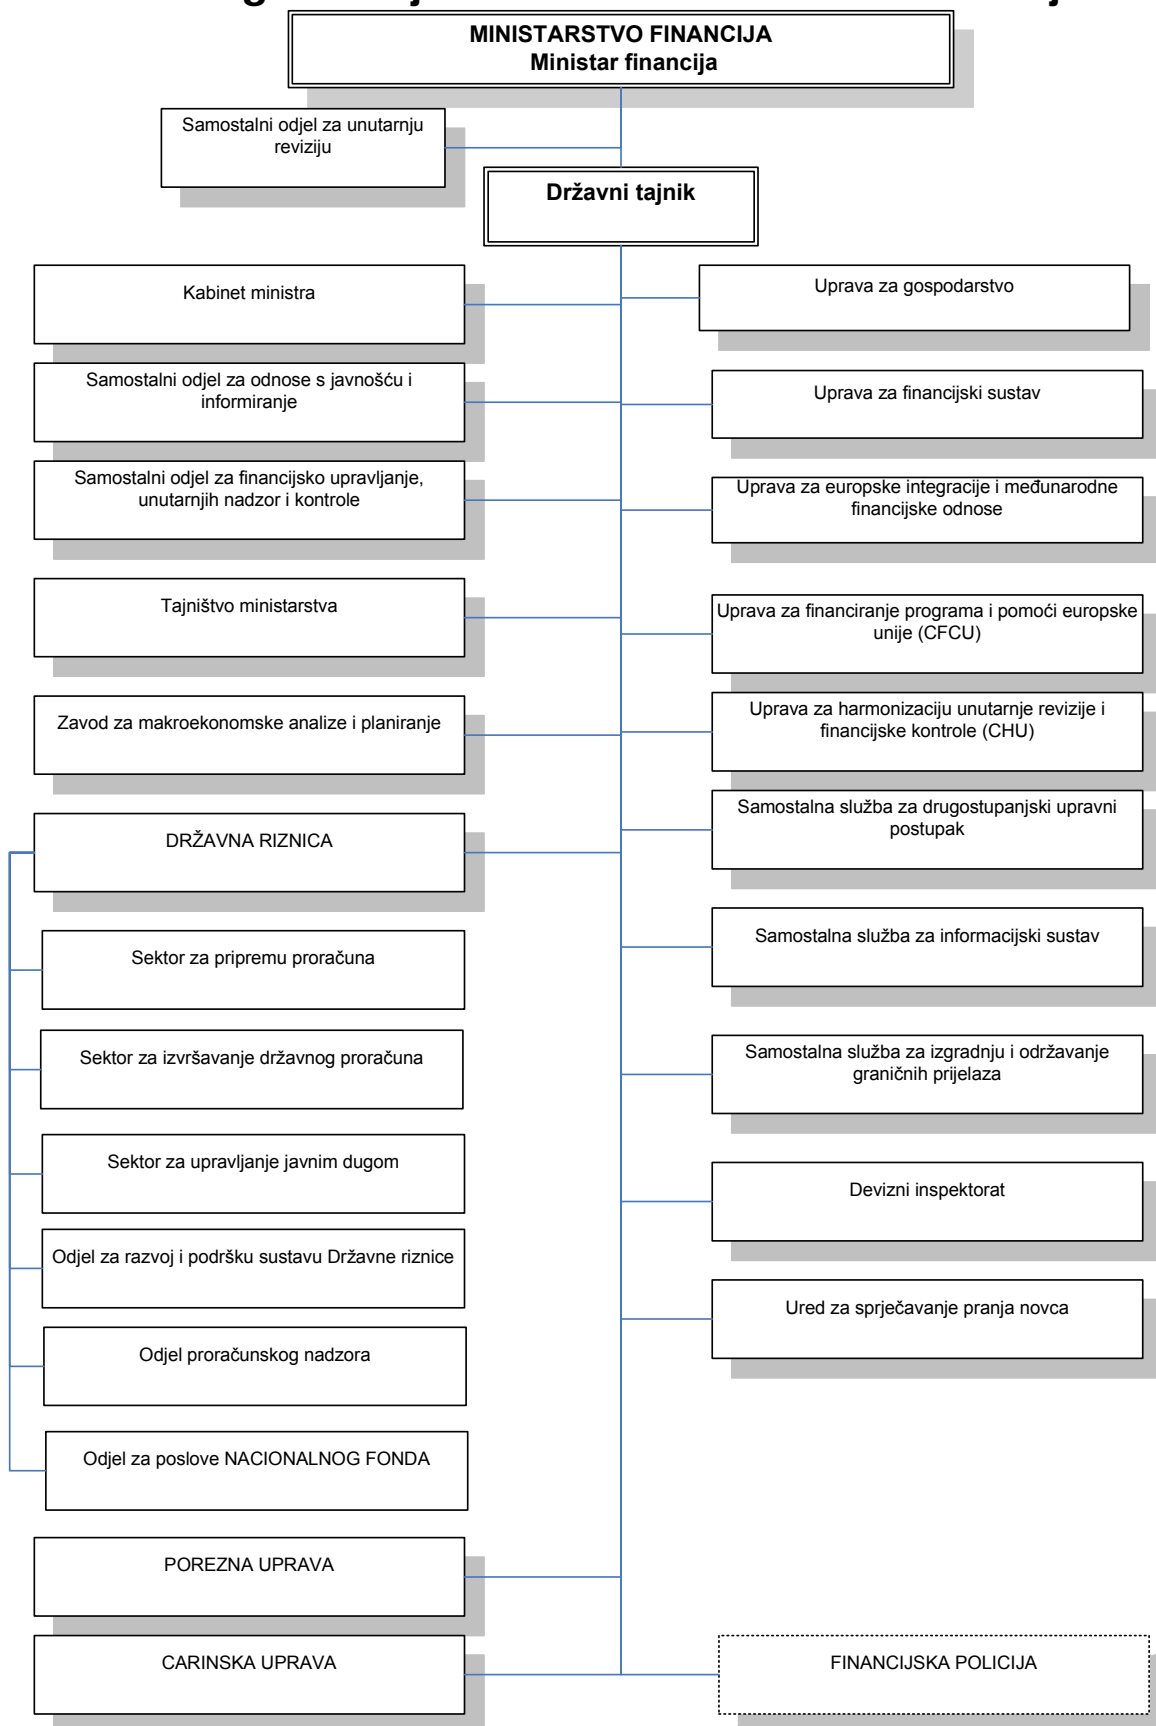 MINISTARSTVO FINANCIJA
Ministar financija
Samostalni odjel za unutarnju
reviziju
Državni tajnik
Kabinet ministra
Uprava za gospodarstvo
Samostalni odjel za odnose s javnošću i
informiranje
Uprava za financijski sustav
Samostalni odjel za financijsko upravljanje,
unutarnjih nadzor i kontrole
Uprava za europske integracije i međunarodne
financijske odnose
Tajništvo ministarstva
Uprava za financiranje programa i pomoći europske
unije (CFCU)
Zavod za makroekonomske analize i planiranje
Uprava za harmonizaciju unutarnje revizije i
financijske kontrole (CHU)
DRŽAVNA RIZNICA
Samostalna služba za drugostupanjski upravni
postupak
Sektor za pripremu proračuna
Samostalna služba za informacijski sustav
Sektor za izvršavanje državnog proračuna
Samostalna služba za izgradnju i održavanje
graničnih prijelaza
Sektor za upravljanje javnim dugom
Devizni inspektorat
Odjel za razvoj i podršku sustavu Državne riznice
Ured za sprječavanje pranja novca
Odjel proračunskog nadzora
Odjel za poslove NACIONALNOG FONDA
POREZNA UPRAVA
CARINSKA UPRAVA
FINANCIJSKA POLICIJA